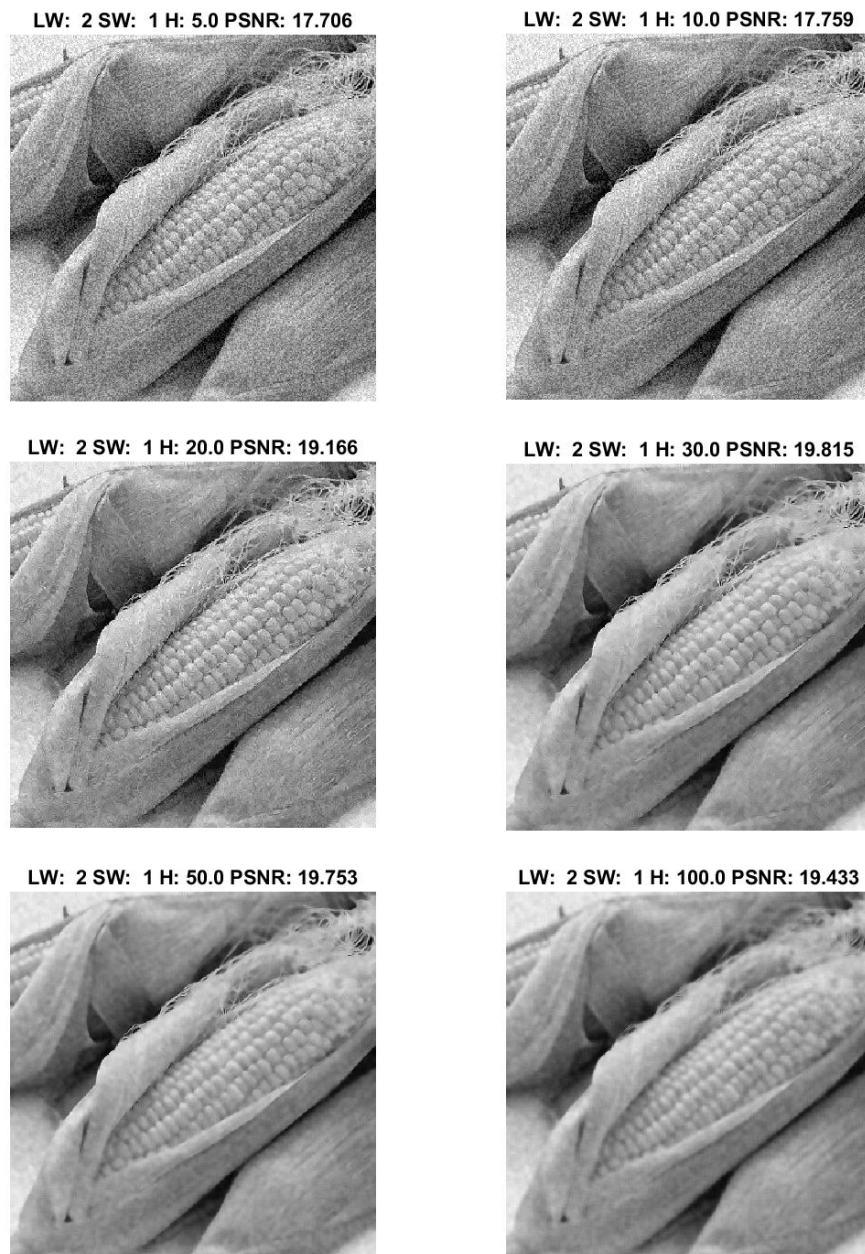 LW: 2 SW: 1 H: 5.0 PSNR: 17.706
LW: 2 SW: 1 H: 10.0 PSNR: 17.759
LW: 2 SW: 1 H: 20.0 PSNR: 19.166
LW: 2 SW: 1 H: 30.0 PSNR: 19.815
LW: 2 SW: 1 H: 50.0 PSNR: 19.753
LW: 2 SW: 1 H: 100.0 PSNR: 19.433